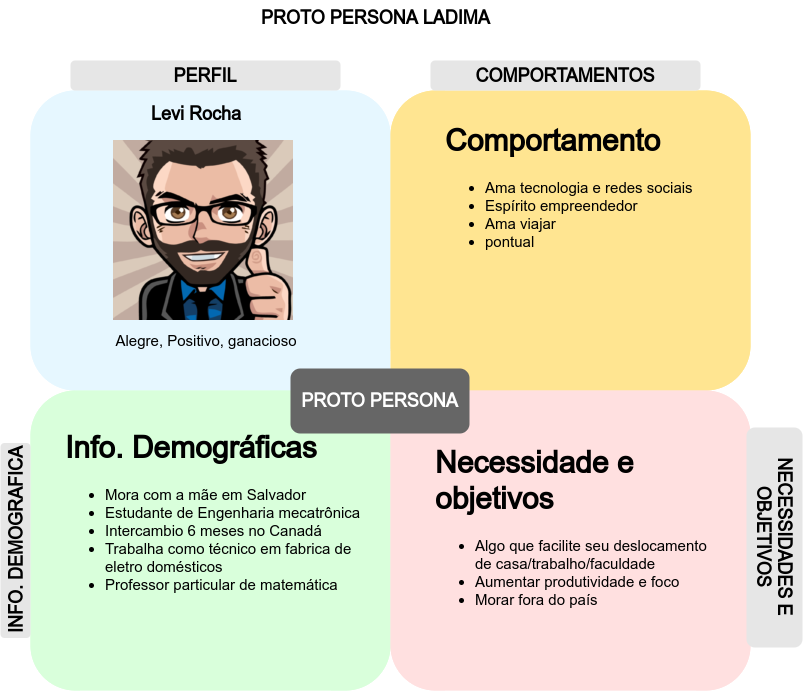 PROTO PERSONA LADIMA
PERFIL
Levi Rocha
Alegre, Positivo, ganacioso
COMPORTAMENTOS
Comportamento
Ama tecnologia e redes sociais
Espírito empreendedor
Ama viajar
pontual
PROTO PERSONA
INFO. DEMOGRAFICA
Info. Demográficas
Mora com a mãe em Salvador
Estudante de Engenharia mecatrônica
Intercambio 6 meses no Canadá
Trabalha como técnico em fabrica de
eletro domésticos
Professor particular de matemática
Necessidade e
objetivos
Algo que facilite seu deslocamento
de casa/trabalho/faculdade
Aumentar produtividade e foco
Morar fora do país
NECESSIDADES E
OBJETIVOS